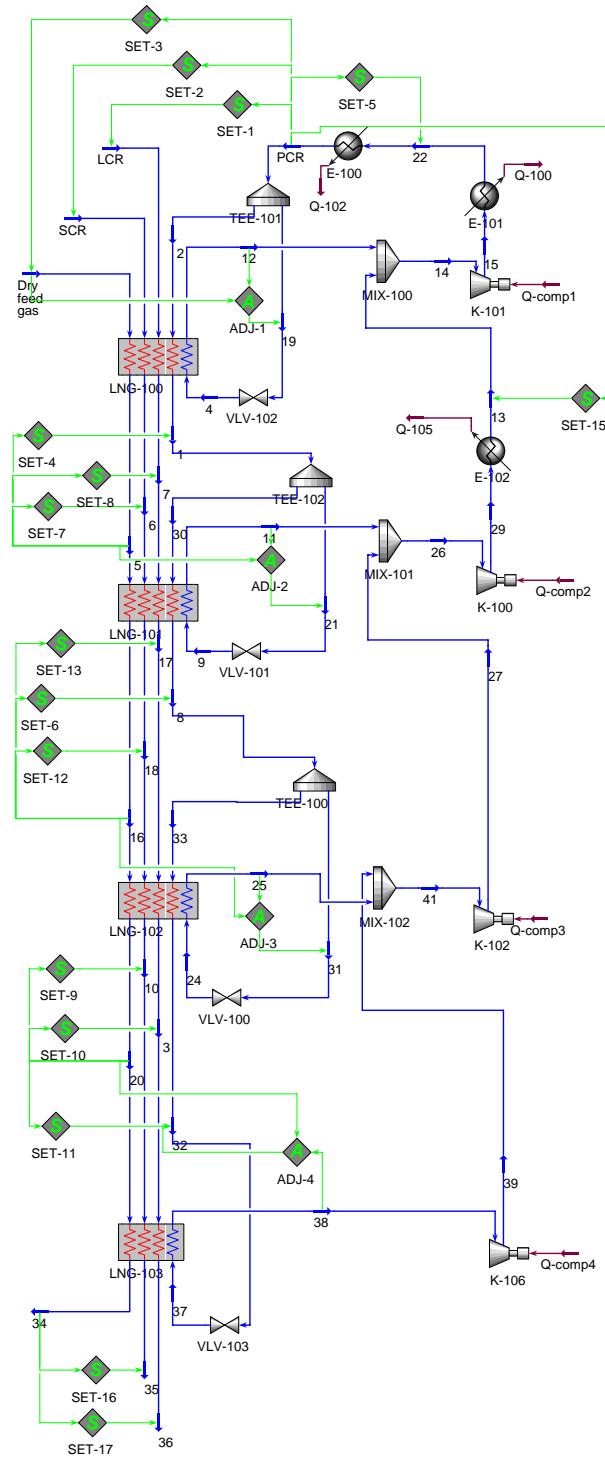 S
SET-3
S
SET-2
S
SET-5
S
SET-1
LCR
PCR
E-100
22
Q-100
Q-102
E-101
TEE-101
SCR
2
12
15
14
MIX-100
K-101
Q-comp1
Dry
feed
gas
A
ADJ-1
19
LNG-100
4
VLV-102
13
S
SET-15
Q-105
E-102
S
SET-4
1
S
SET-8
7
TEE-102
S
SET-7
6
30
29
5
11
26
MIX-101
K-100
Q-comp2
A
ADJ-2
LNG-101
21
S
SET-13
17
9
VLV-101
27
S
SET-6
8
S
SET-12
18
TEE-100
16
33
25
41
MIX-102
LNG-102
A
ADJ-3
K-102
Q-comp3
31
S
SET-9
10
24
VLV-100
S
SET-10
3
20
S
SET-11
32
A
ADJ-4
39
38
LNG-103
K-106
Q-comp4
34
37
VLV-103
S
SET-16
35
S
SET-17
36